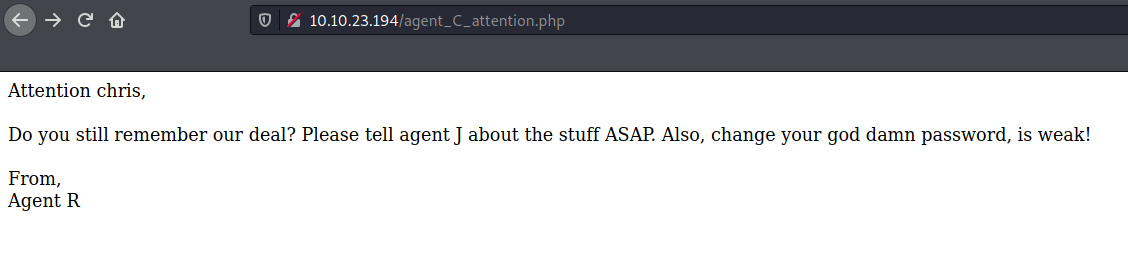 10.10.23.194/agent_C_attention.php
Attention chris,
Do you still remember our deal? Please tell agent J about the stuff ASAP. Also, change your god damn password, is weak!
From,
Agent R